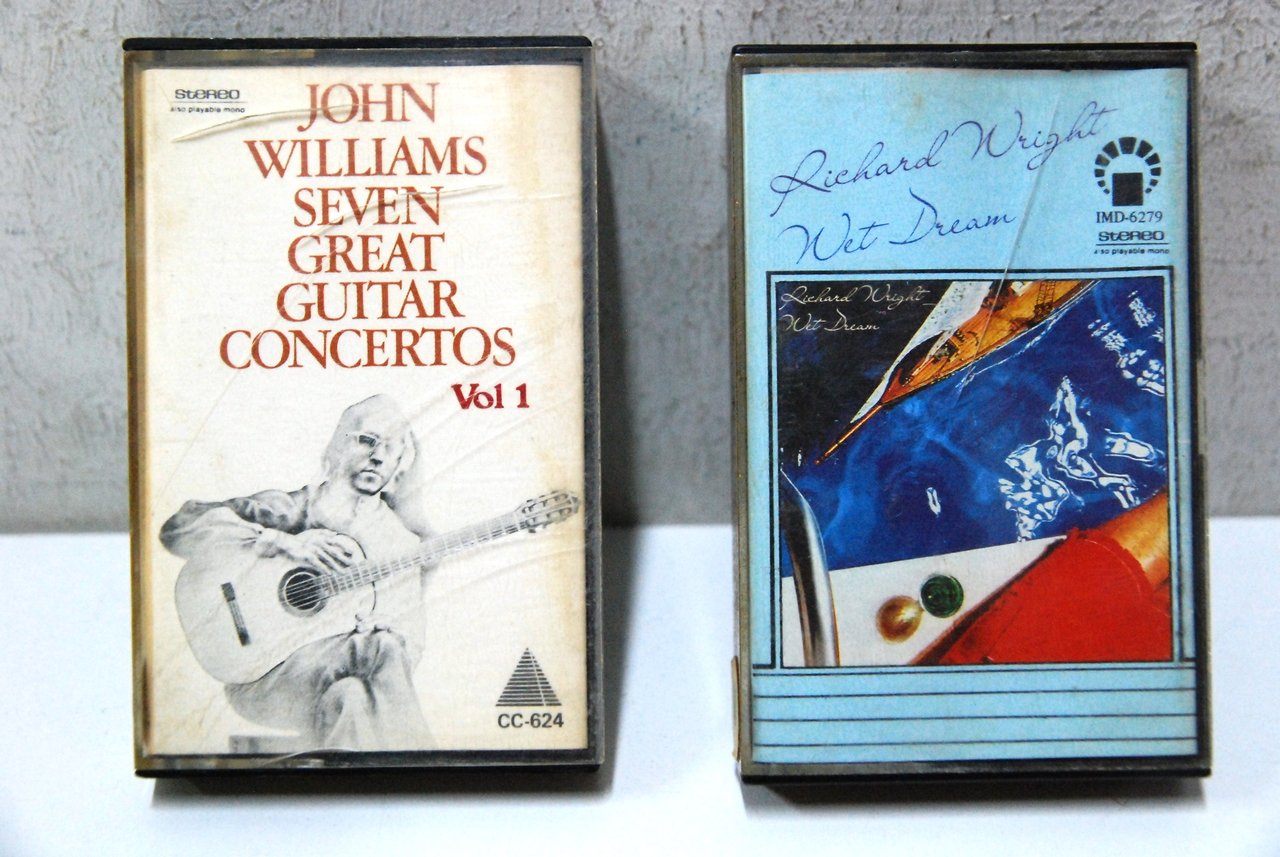 stereo
also playable mono
JOHN
WILLIAMS
SEVEN
GREAT
GUITAR
CONCERTOS
Vol 1
CC-624
Richard Wright
Wet Dream
IMD-6279
stereo
also playable mono
Richard Wright
Wet Dream